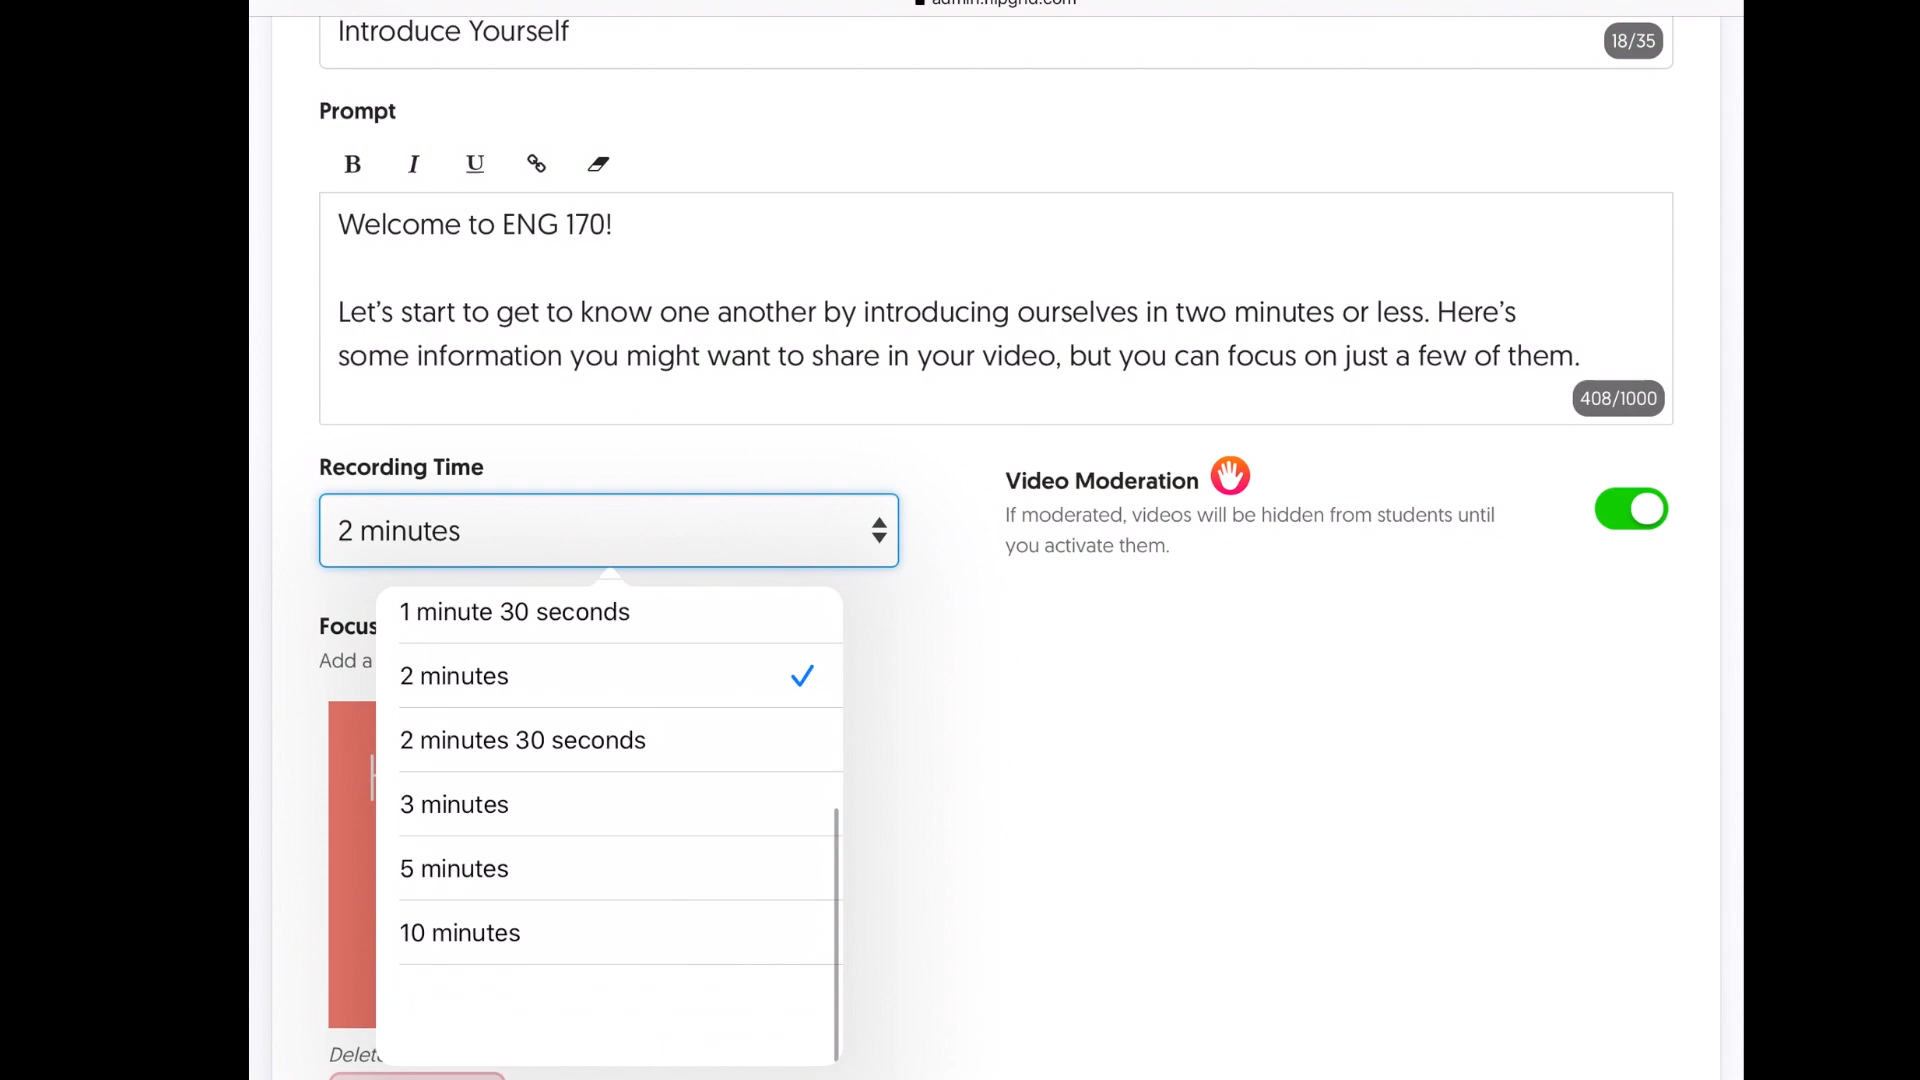 Introduce Yourself
18/35
Prompt
B I U
Welcome to ENG 170!
Let’s start to get to know one another by introducing ourselves in two minutes or less. Here’s
some information you might want to share in your video, but you can focus on just a few of them.
408/1000
Recording Time
2 minutes
Video Moderation
If moderated, videos will be hidden from students until
you activate them.
1 minute 30 seconds
Focus
Add a
2 minutes
2 minutes 30 seconds
3 minutes
5 minutes
10 minutes